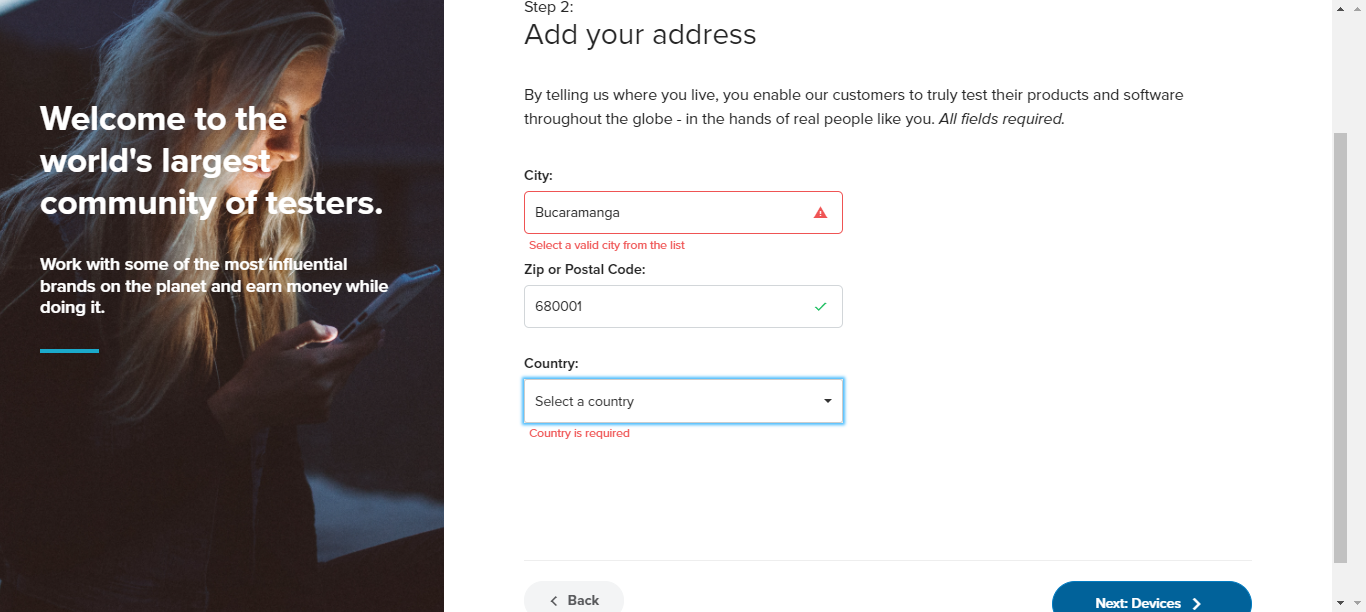 Welcome to the
world's largest
community of testers.
Work with some of the most influential
brands on the planet and earn money while
doing it.
Step 2:
Add your address
By telling us where you live, you enable our customers to truly test their products and software
throughout the globe - in the hands of real people like you. All fields required.
City:
Bucaramanga
Select a valid city from the list
Zip or Postal Code:
680001
Country:
Select a country
Country is required
Back
Next: Devices